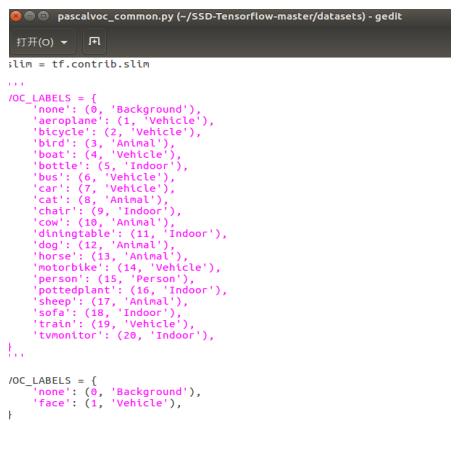 pascalvoc_common.py (~/SSD-Tensorflow-master/datasets) - gedit
打开(O)
slim = tf.contrib.slim
'''
VOC_LABELS = {
    'none': (0, 'Background'),
    'aeroplane': (1, 'Vehicle'),
    'bicycle': (2, 'Vehicle'),
    'bird': (3, 'Animal'),
    'boat': (4, 'Vehicle'),
    'bottle': (5, 'Indoor'),
    'bus': (6, 'Vehicle'),
    'car': (7, 'Vehicle'),
    'cat': (8, 'Animal'),
    'chair': (9, 'Indoor'),
    'cow': (10, 'Animal'),
    'diningtable': (11, 'Indoor'),
    'dog': (12, 'Animal'),
    'horse': (13, 'Animal'),
    'motorbike': (14, 'Vehicle'),
    'person': (15, 'Person'),
    'pottedplant': (16, 'Indoor'),
    'sheep': (17, 'Animal'),
    'sofa': (18, 'Indoor'),
    'train': (19, 'Vehicle'),
    'tvmonitor': (20, 'Indoor'),
}
'''
VOC_LABELS = {
    'none': (0, 'Background'),
    'face': (1, 'Vehicle'),
}